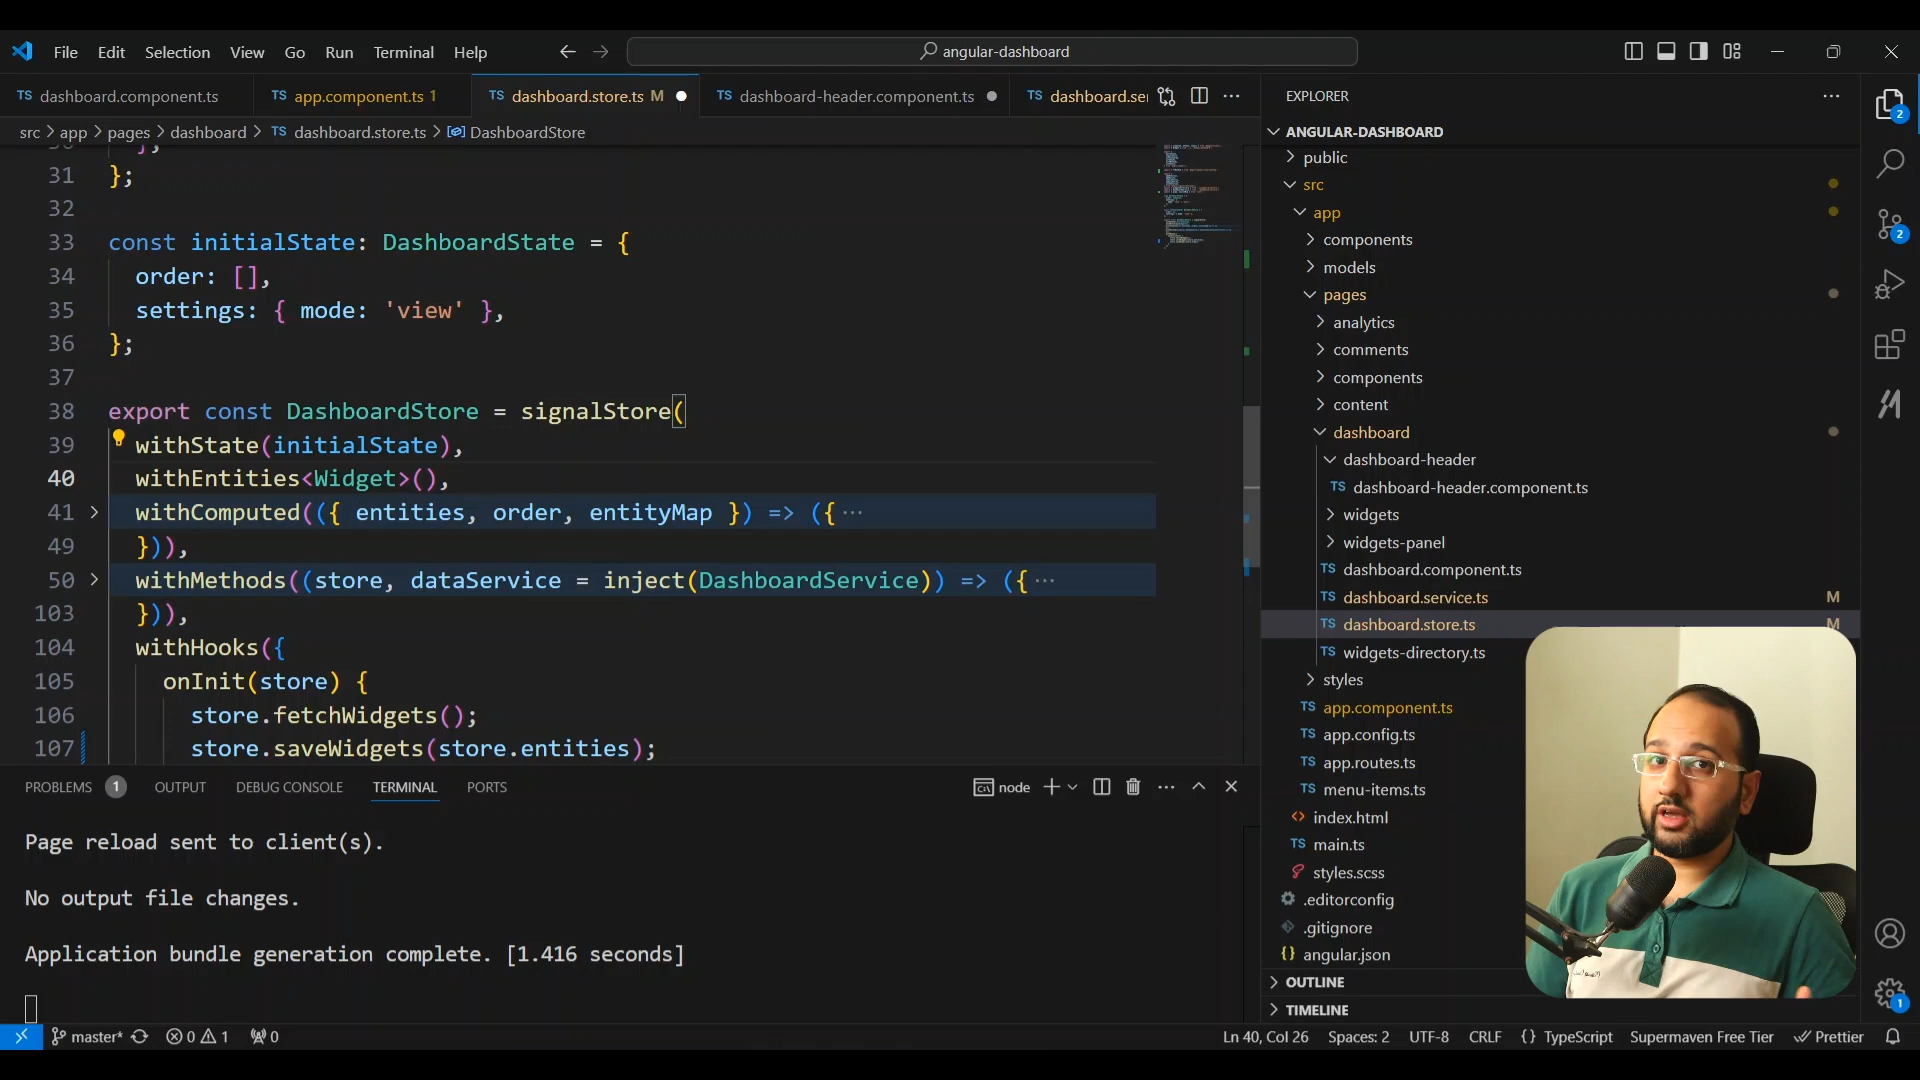 File Edit Selection View Go Run Terminal Help
angular-dashboard
TS dashboard.component.ts
TS app.component.ts 1
TS dashboard.store.ts M
TS dashboard-header.component.ts
TS dashboard.se
src > app > pages > dashboard > TS dashboard.store.ts > DashboardStore
31 };
32
33 const initialState: DashboardState = {
34 order: [],
35 settings: { mode: 'view' },
36 };
37
38 export const DashboardStore = signalStore(
39 withState(initialState),
40 withEntities<Widget>(),
41 withComputed(({ entities, order, entityMap }) => ({ ···
49 })),
50 withMethods((store, dataService = inject(DashboardService)) => ({ ···
103 })),
104 withHooks({
105 onInit(store) {
106 store.fetchWidgets();
107 store.saveWidgets(store.entities);
PROBLEMS 1 OUTPUT DEBUG CONSOLE TERMINAL PORTS
node
Page reload sent to client(s).
No output file changes.
Application bundle generation complete. [1.416 seconds]
EXPLORER
ANGULAR-DASHBOARD
public
src
app
components
models
pages
analytics
comments
components
content
dashboard
dashboard-header
TS dashboard-header.component.ts
widgets
widgets-panel
TS dashboard.component.ts
TS dashboard.service.ts M
TS dashboard.store.ts M
TS widgets-directory.ts
styles
TS app.component.ts
TS app.config.ts
TS app.routes.ts
TS menu-items.ts
<> index.html
TS main.ts
styles.scss
.editorconfig
.gitignore
{} angular.json
OUTLINE
TIMELINE
2
2
1
master* 0 1 0
Ln 40, Col 26 Spaces: 2 UTF-8 CRLF {} TypeScript Supermaven Free Tier Prettier